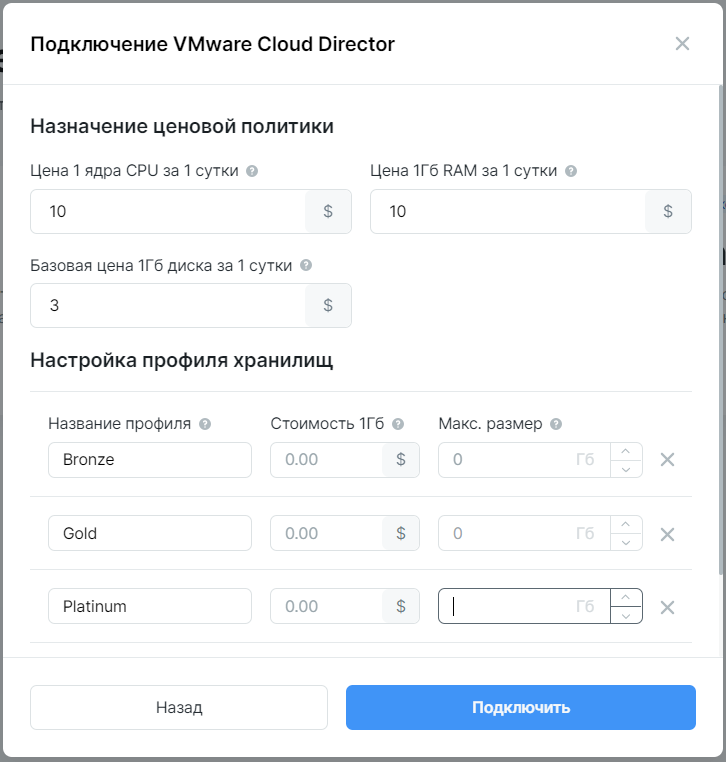 Подключение VMware Cloud Director
Назначение ценовой политики
Цена 1 ядра CPU за 1 сутки ?
Цена 1Гб RAM за 1 сутки ?
10 $
10 $
Базовая цена 1Гб диска за 1 сутки ?
3 $
Настройка профиля хранилищ
Название профиля ? Стоимость 1Гб ? Макс. размер ?
Bronze 0.00 $ 0 Гб
Gold 0.00 $ 0 Гб
Platinum 0.00 $ Гб
Назад Подключить